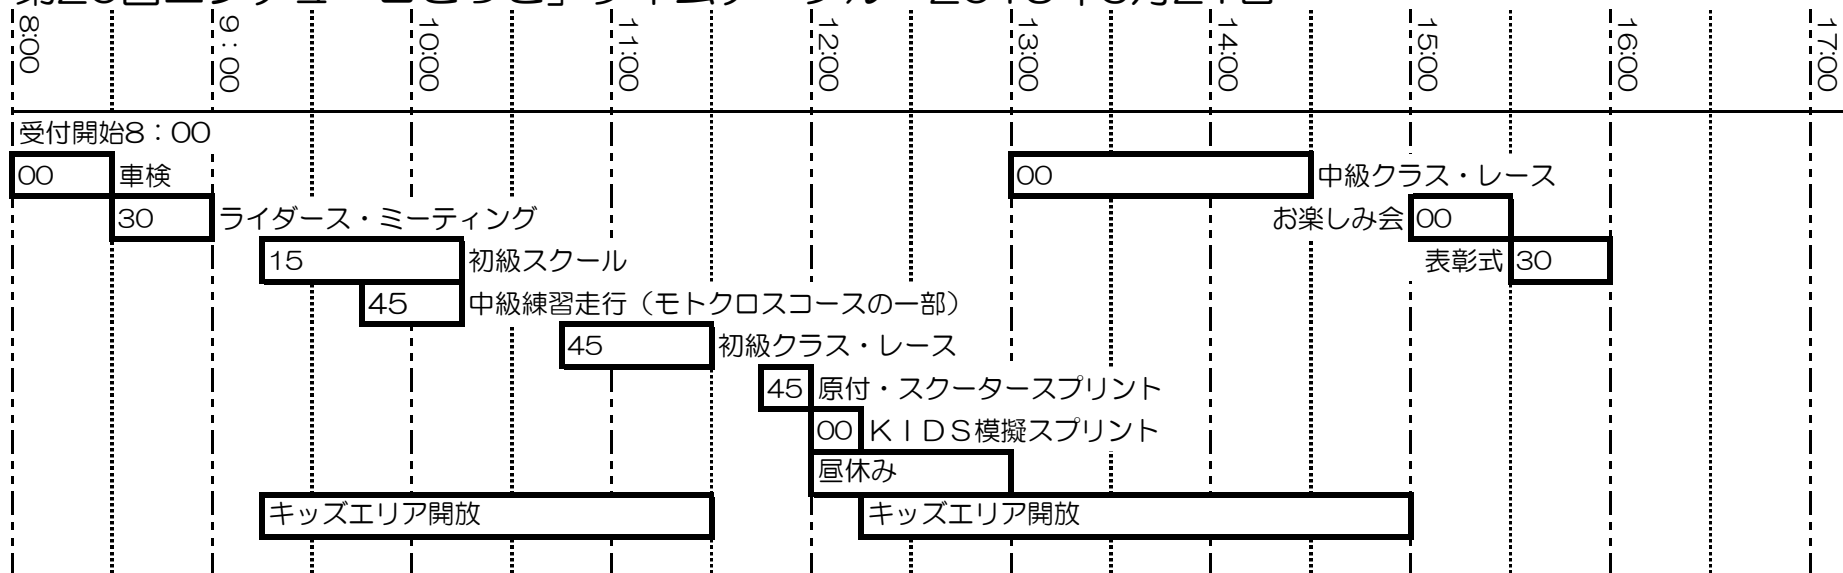 8:00 9:00 10:00 11:00 12:00 13:00 14:00 15:00 16:00 17:00
受付開始8:00
00 車検 00 中級クラス・レース
30 ライダース・ミーティング お楽しみ会 00
15 初級スクール 表彰式 30
45 中級練習走行（モトクロスコースの一部）
45 初級クラス・レース
45 原付・スクータースプリント
00 ＫＩＤＳ模擬スプリント
昼休み
キッズエリア開放 キッズエリア開放